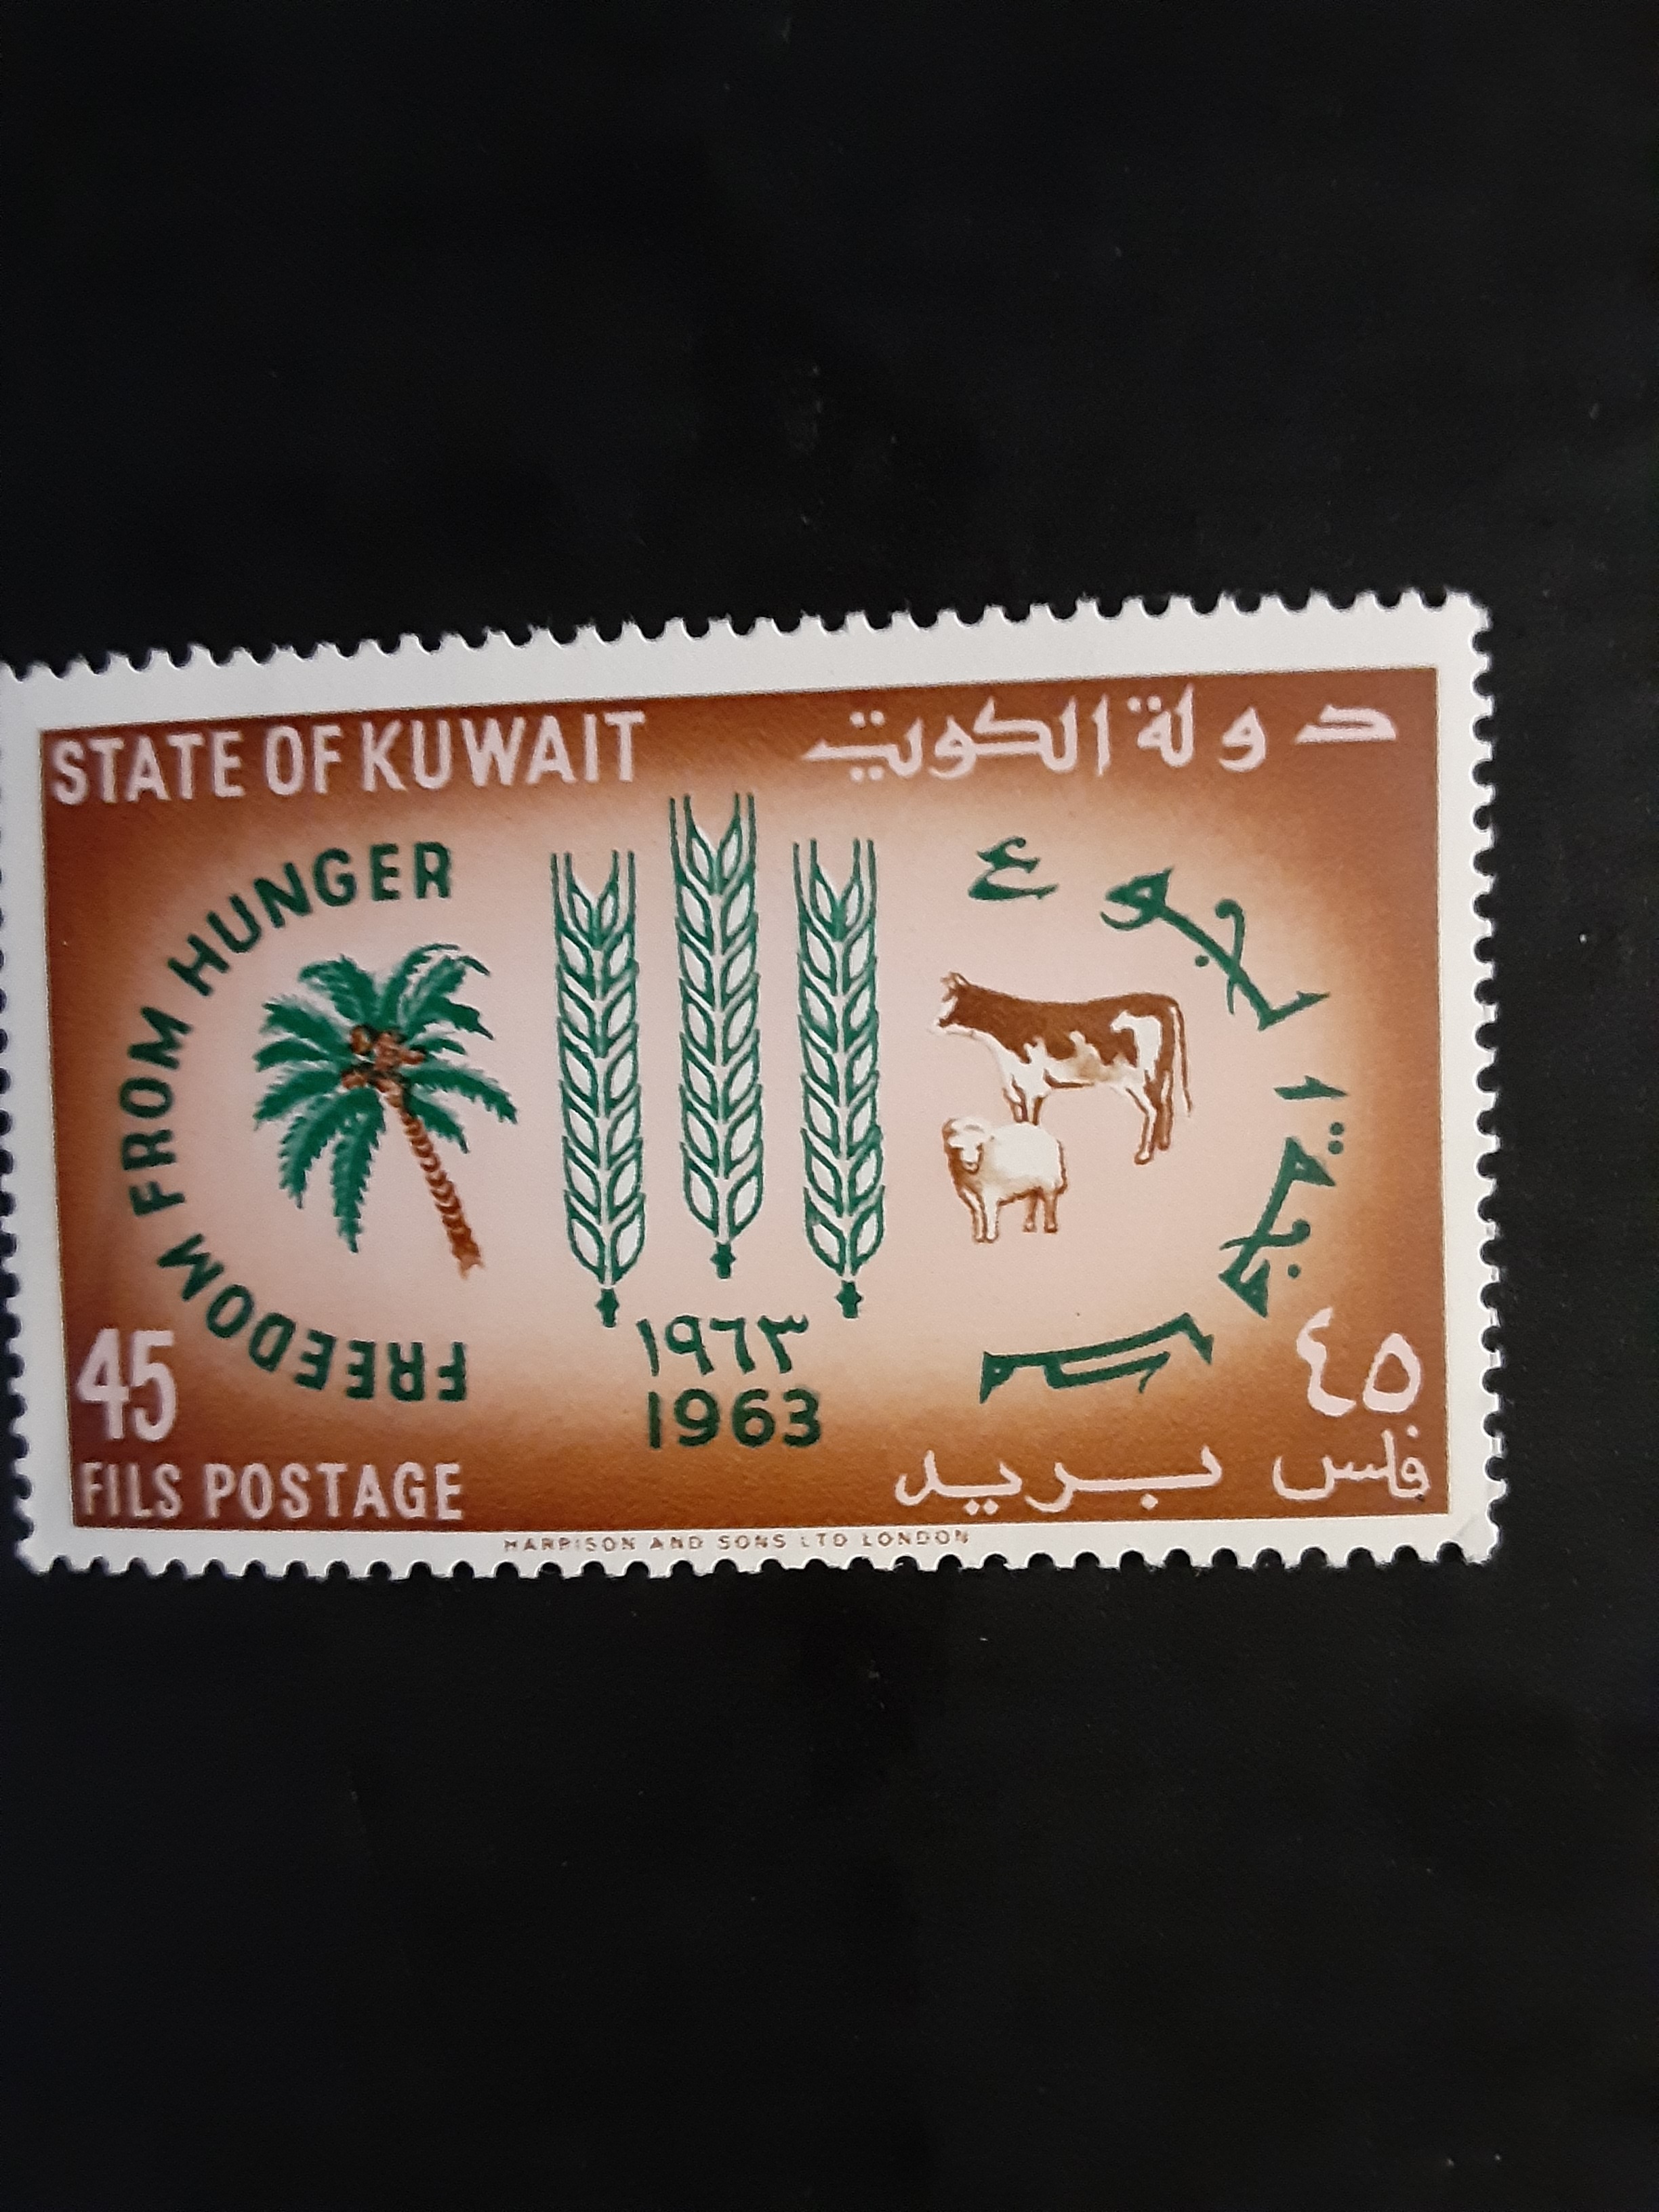 STATE OF KUWAIT
دولة الكويت
FREEDOM FROM HUNGER
مكافحة الجوع
١٩٦٣
1963
45
FILS POSTAGE
٤٥
فلس بريد
HARRISON AND SONS LTD LONDON